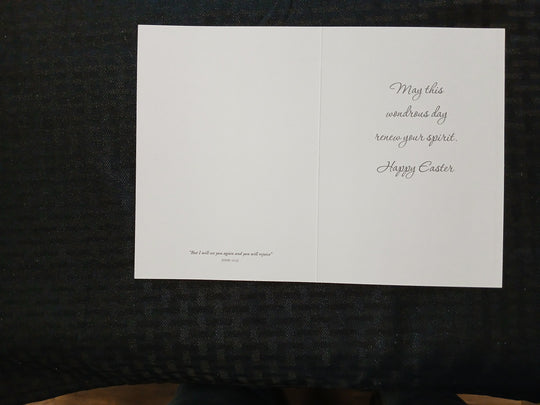 "But I will see you again and you will rejoice"
May this
wondrous day
renew your spirit.
Happy Easter